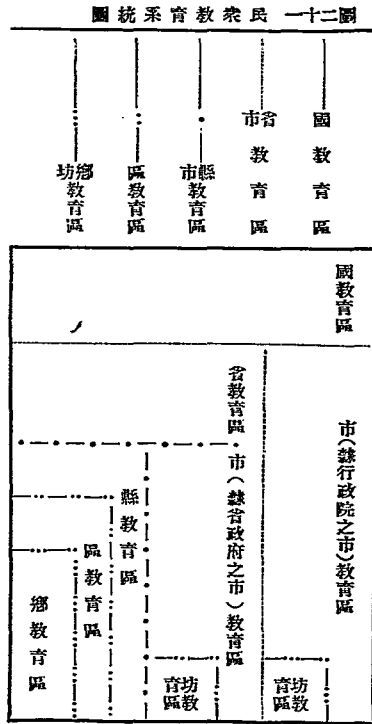 圖二十一 民衆教育系統圖
國教育區
省市教育區
縣市教育區
區教育區
鄉坊教育區
國教育區
市(隸行政院之市)教育區
坊教育區
省教育區
市(隸省政府之市)教育區
坊教育區
縣教育區
區教育區
鄉教育區